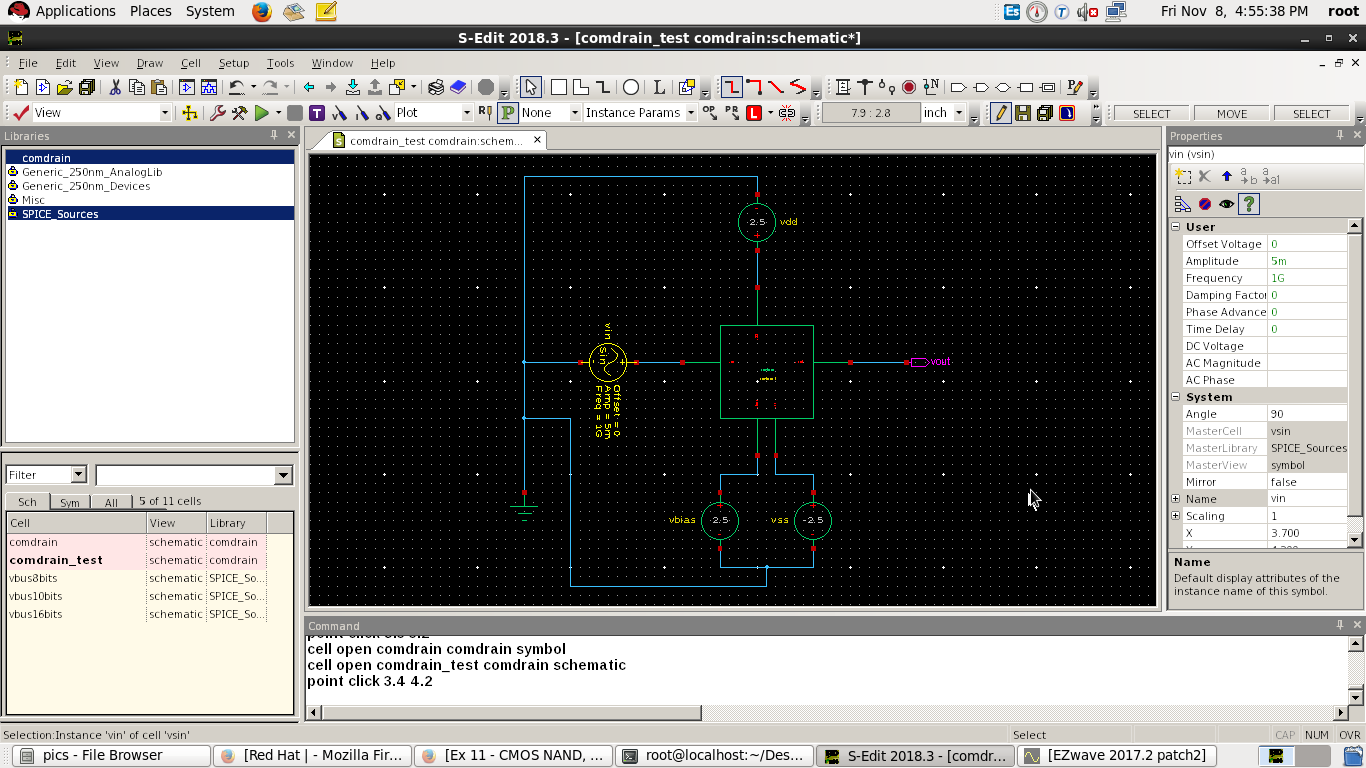 Applications Places System
Es
Fri Nov 8, 4:55:38 PM root
S-Edit 2018.3 - [comdrain_test comdrain:schematic*]
File Edit View Draw Cell Setup Tools Window Help
View
Plot
None
Instance Params
7.9 : 2.8
inch
SELECT MOVE SELECT
Libraries
comdrain
Generic_250nm_AnalogLib
Generic_250nm_Devices
Misc
SPICE_Sources
Filter
Sch Sym All 5 of 11 cells
Cell View Library
comdrain schematic comdrain
comdrain_test schematic comdrain
vbus8bits schematic SPICE_So...
vbus10bits schematic SPICE_So...
vbus16bits schematic SPICE_So...
comdrain_test comdrain:schem...
2.5 vdd
vin
Sin
Offset = 0
Amp = 5m
Freq = 1G
vout
vbias 2.5
vss -2.5
Command
cell open comdrain comdrain symbol
cell open comdrain_test comdrain schematic
point click 3.4 4.2
Properties
vin (vsin)
User
Offset Voltage 0
Amplitude 5m
Frequency 1G
Damping Factor 0
Phase Advance 0
Time Delay 0
DC Voltage
AC Magnitude
AC Phase
System
Angle 90
MasterCell vsin
MasterLibrary SPICE_Sources
MasterView symbol
Mirror false
Name vin
Scaling 1
X 3.700
Name
Default display attributes of the
instance name of this symbol.
Selection:Instance 'vin' of cell 'vsin'
Select
CAP NUM OVR
pics - File Browser
[Red Hat | - Mozilla Fir...
[Ex 11 - CMOS NAND, ...
root@localhost:~/Des...
S-Edit 2018.3 - [comdr...
[EZwave 2017.2 patch2]